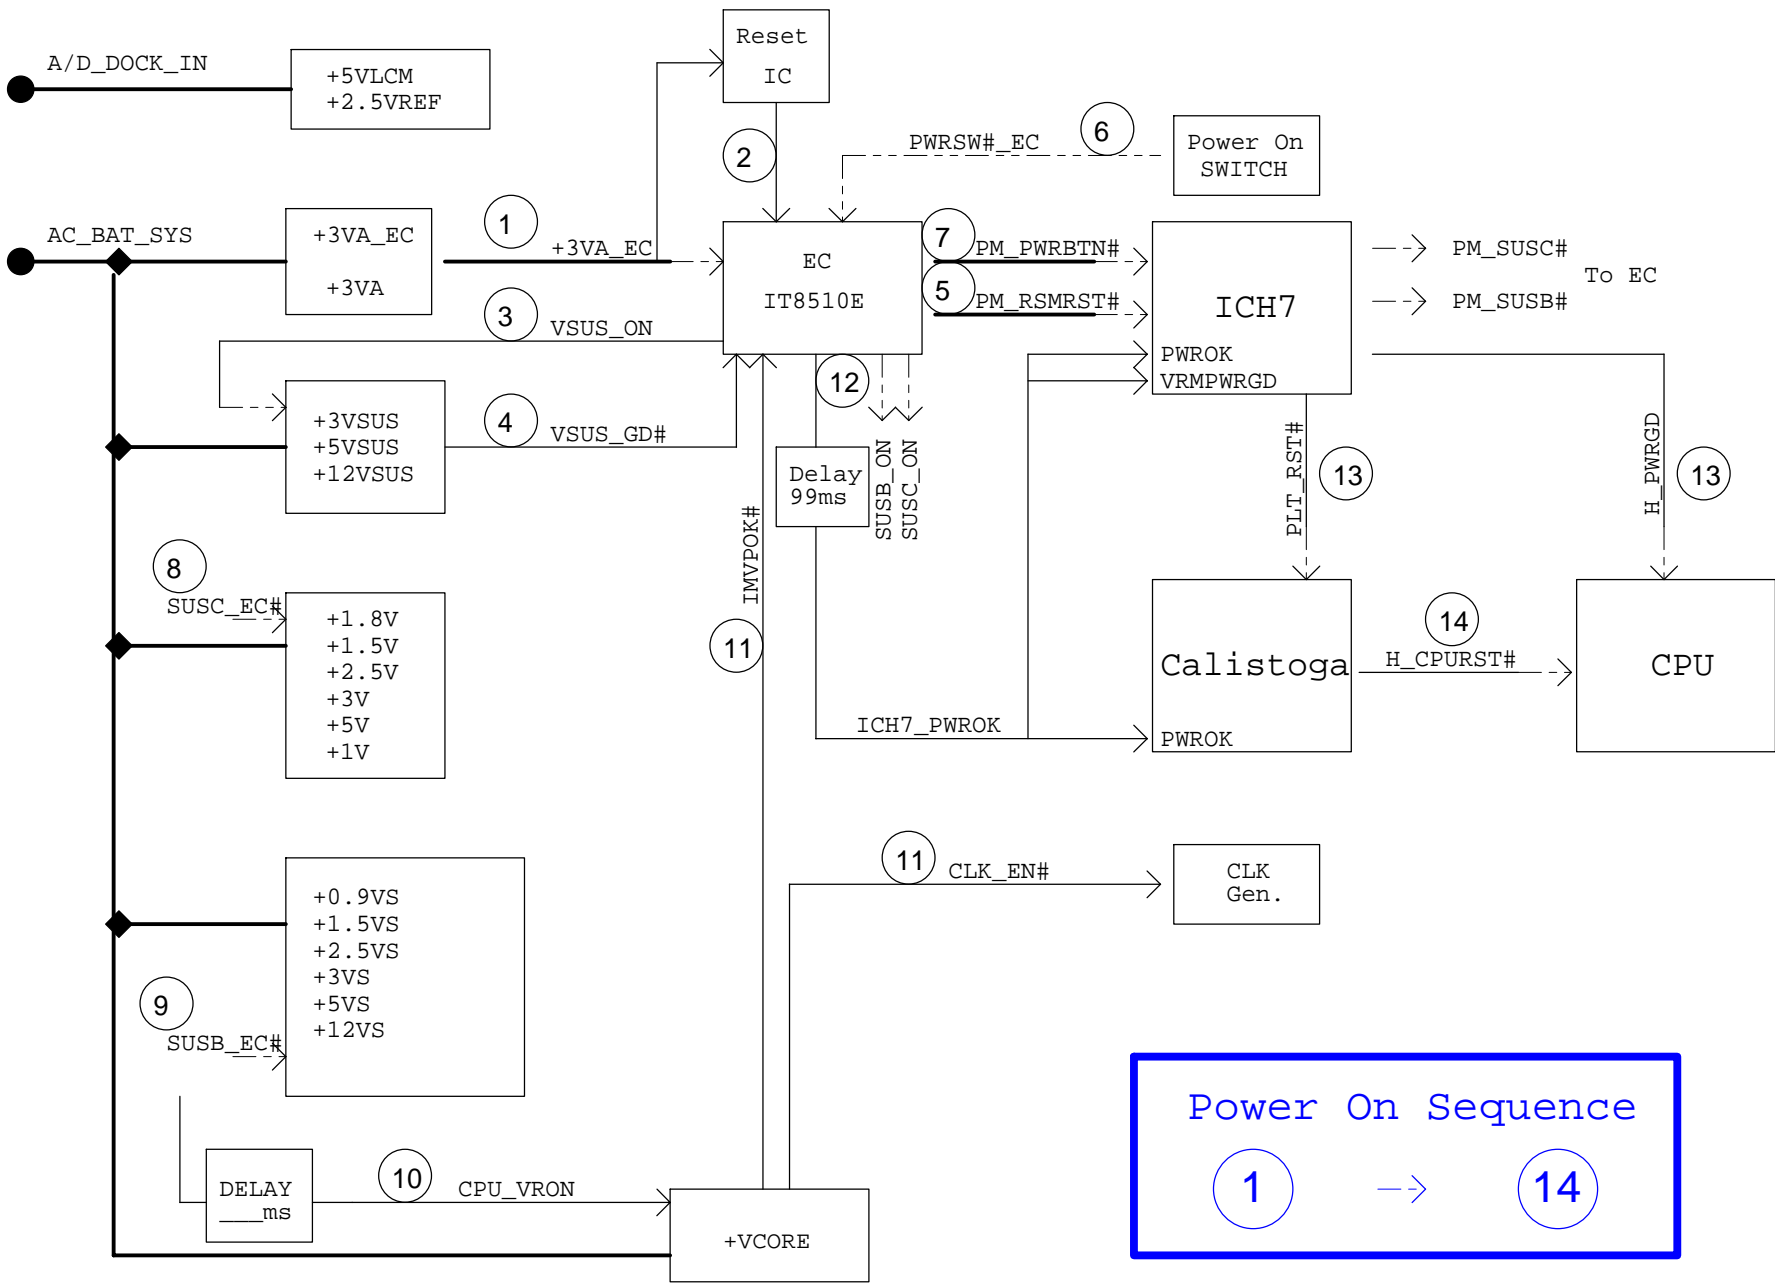 A/D_DOCK_IN
+5VLCM
+2.5VREF
Reset
IC
2
PWRSW#_EC
6
Power On
SWITCH
AC_BAT_SYS
+3VA_EC
+3VA
1
+3VA_EC
EC
IT8510E
7
PM_PWRBTN#
5
PM_RSMRST#
ICH7
PWROK
VRMPWRGD
PM_SUSC#
To EC
PM_SUSB#
3
VSUS_ON
+3VSUS
+5VSUS
+12VSUS
4
VSUS_GD#
12
Delay
99ms
SUSB_ON
SUSC_ON
IMVPOK#
11
PLT_RST#
13
H_PWRGD
13
8
SUSC_EC#
+1.8V
+1.5V
+2.5V
+3V
+5V
+1V
Calistoga
PWROK
14
H_CPURST#
CPU
ICH7_PWROK
11
CLK_EN#
CLK
Gen.
+0.9VS
+1.5VS
+2.5VS
+3VS
+5VS
+12VS
9
SUSB_EC#
DELAY
___ms
10
CPU_VRON
+VCORE
Power On Sequence
1
14